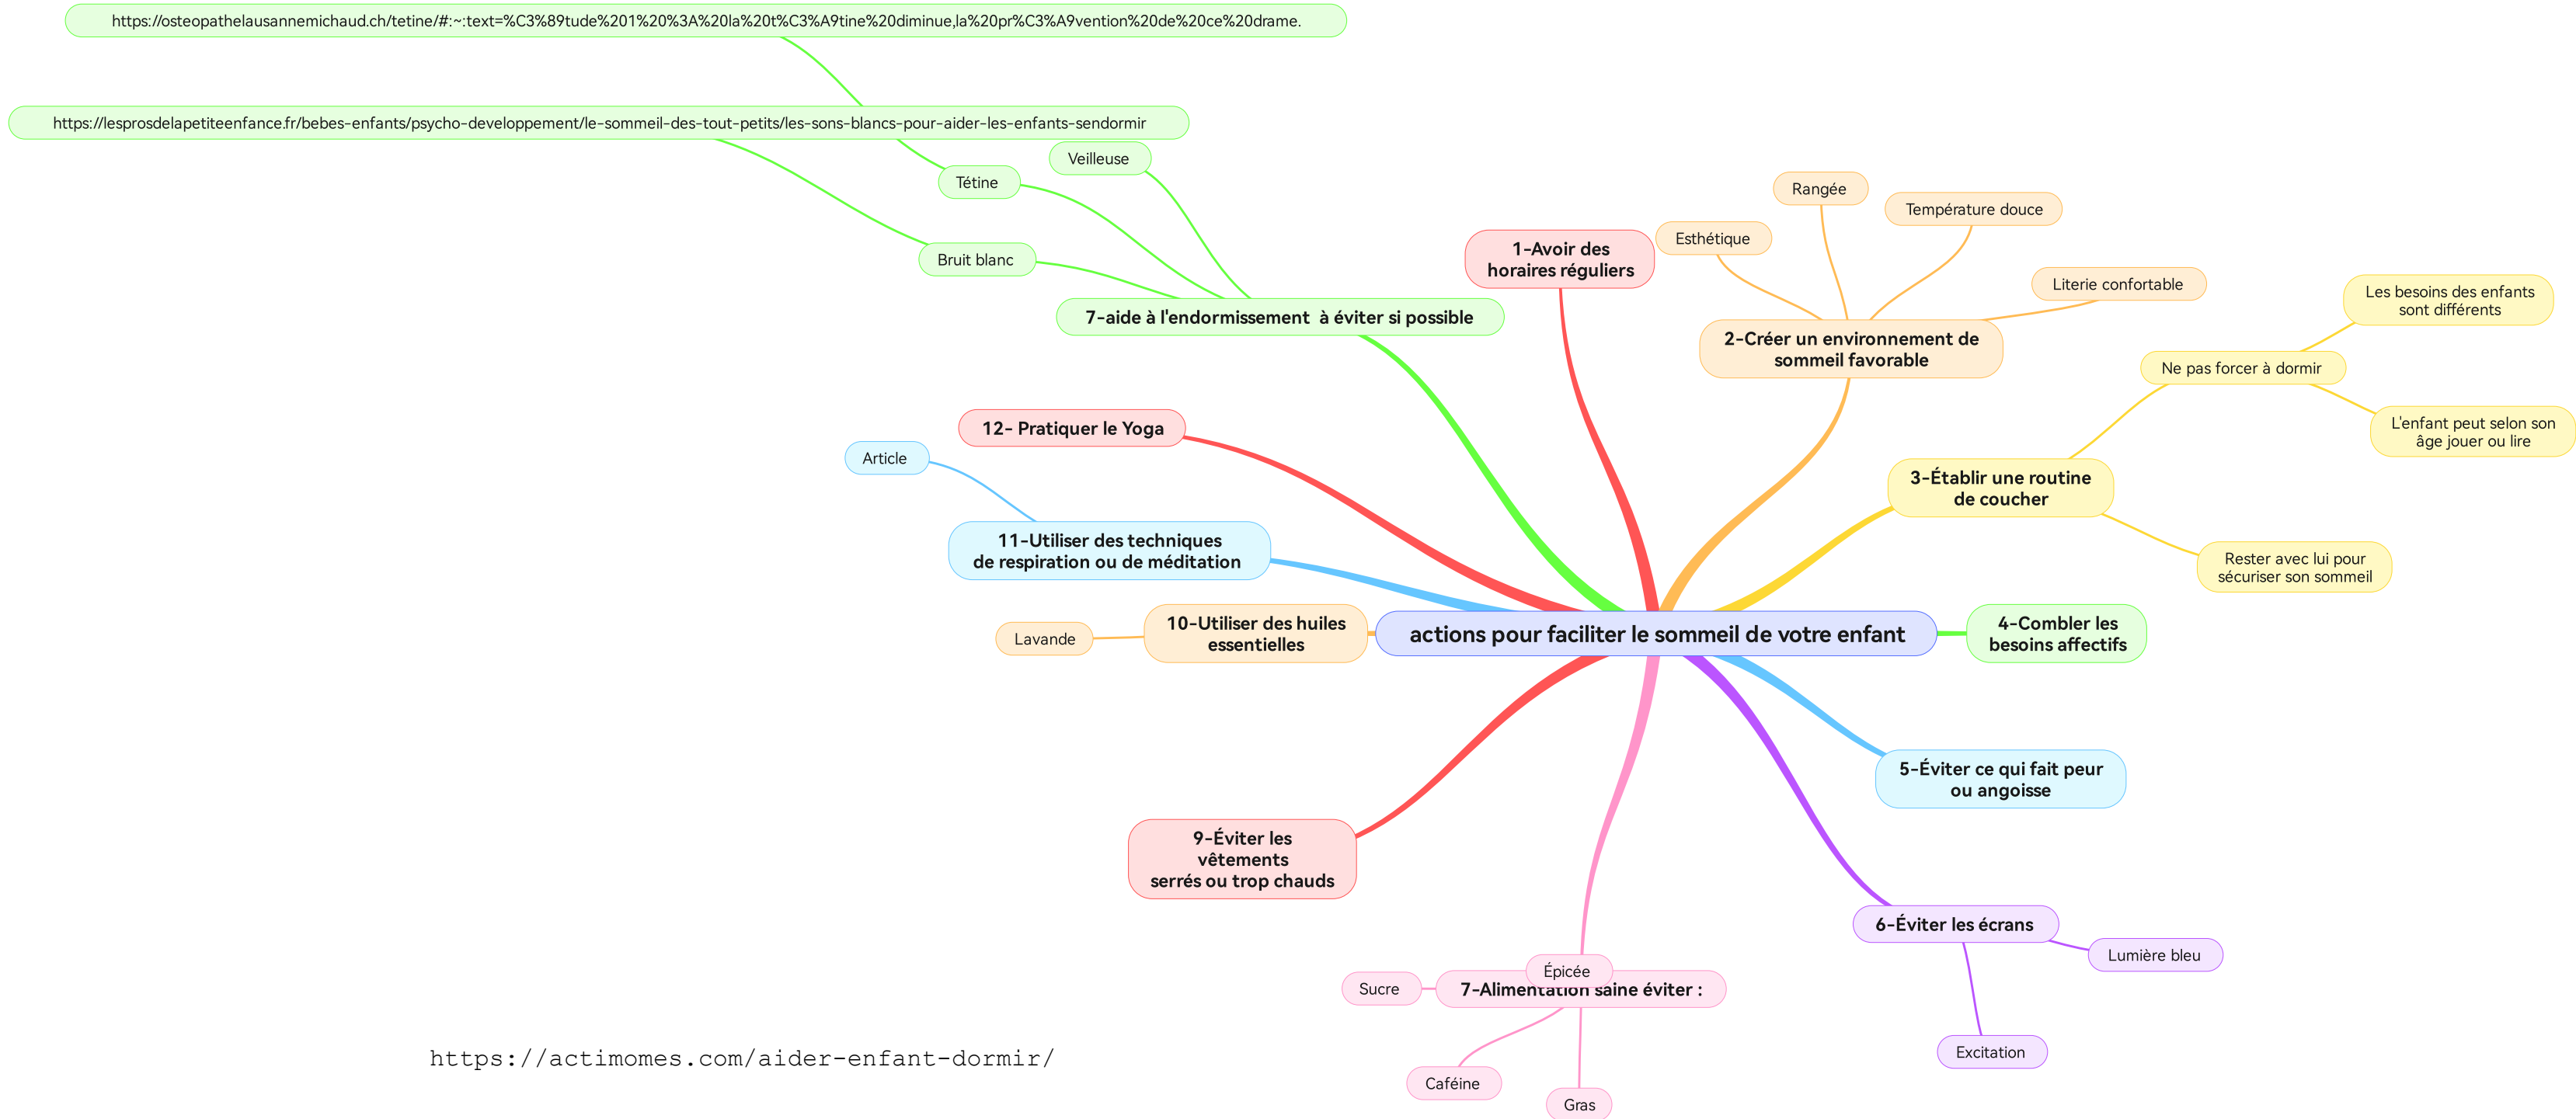 https://osteopathelausannemichaud.ch/tetine/#:~:text=%C3%89tude%201%20%3A%20la%20t%C3%A9tine%20diminue,la%20pr%C3%A9vention%20de%20ce%20drame.
https://lesprosdelapetiteenfance.fr/bebes-enfants/psycho-developpement/le-sommeil-des-tout-petits/les-sons-blancs-pour-aider-les-enfants-sendormir
Veilleuse
Tétine
Bruit blanc
7-aide à l'endormissement à éviter si possible
1-Avoir des
horaires réguliers
Esthétique
Rangée
Température douce
Literie confortable
2-Créer un environnement de
sommeil favorable
Les besoins des enfants
sont différents
Ne pas forcer à dormir
L'enfant peut selon son
âge jouer ou lire
3-Établir une routine
de coucher
Rester avec lui pour
sécuriser son sommeil
12- Pratiquer le Yoga
Article
11-Utiliser des techniques
de respiration ou de méditation
10-Utiliser des huiles
essentielles
Lavande
actions pour faciliter le sommeil de votre enfant
4-Combler les
besoins affectifs
5-Éviter ce qui fait peur
ou angoisse
9-Éviter les
vêtements
serrés ou trop chauds
6-Éviter les écrans
Lumière bleu
Excitation
Épicée
Sucre
7-Alimentation saine éviter :
Caféine
Gras
https://actimomes.com/aider-enfant-dormir/